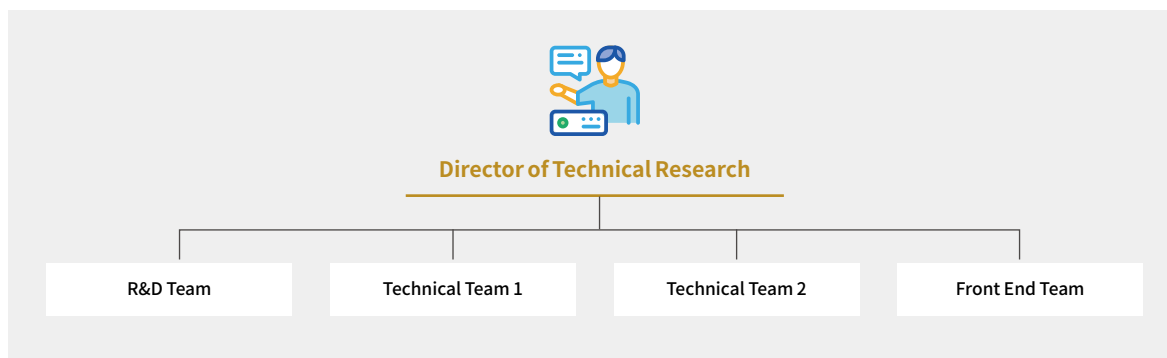 Director of Technical Research
R&D Team
Technical Team 1
Technical Team 2
Front End Team